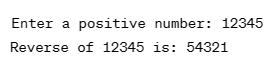 Enter a positive number: 12345
Reverse of 12345 is: 54321